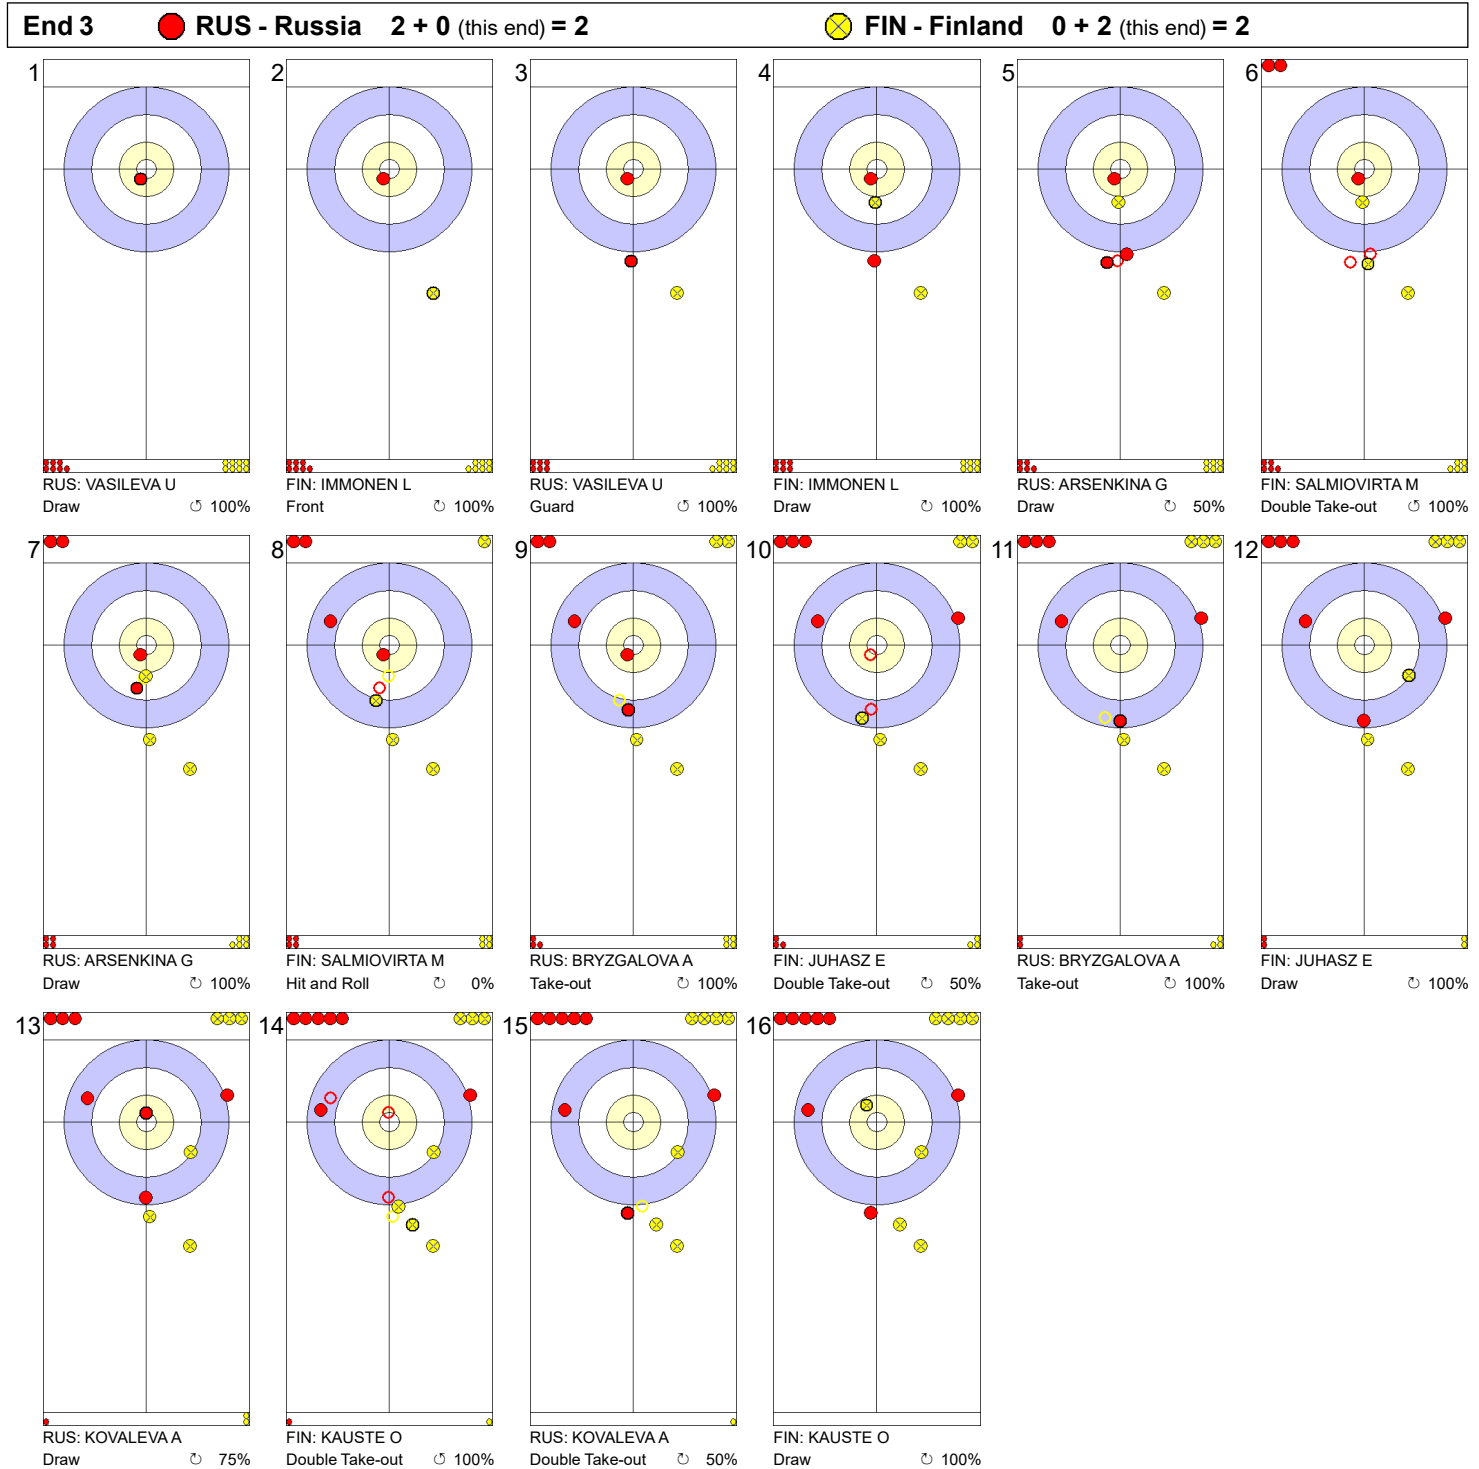 End 3 RUS - Russia 2 + 0 (this end) = 2 FIN - Finland 0 + 2 (this end) = 2
1 2 3 4 5 6
RUS: VASILEVA U FIN: IMMONEN L RUS: VASILEVA U FIN: IMMONEN L RUS: ARSENKINA G FIN: SALMIOVIRTA M
Draw ↺ 100% Front ↻ 100% Guard ↻ 100% Draw ↻ 100% Draw ↻ 50% Double Take-out ↻ 100%
7 8 9 10 11 12
RUS: ARSENKINA G FIN: SALMIOVIRTA M RUS: BRYZGALOVA A FIN: JUHASZ E RUS: BRYZGALOVA A FIN: JUHASZ E
Draw ↻ 100% Hit and Roll ↻ 0% Take-out ↻ 100% Double Take-out ↻ 50% Take-out ↻ 100% Draw ↻ 100%
13 14 15 16
RUS: KOVALEVA A FIN: KAUSTE O RUS: KOVALEVA A FIN: KAUSTE O
Draw ↻ 75% Double Take-out ↻ 100% Double Take-out ↻ 50% Draw ↻ 100%